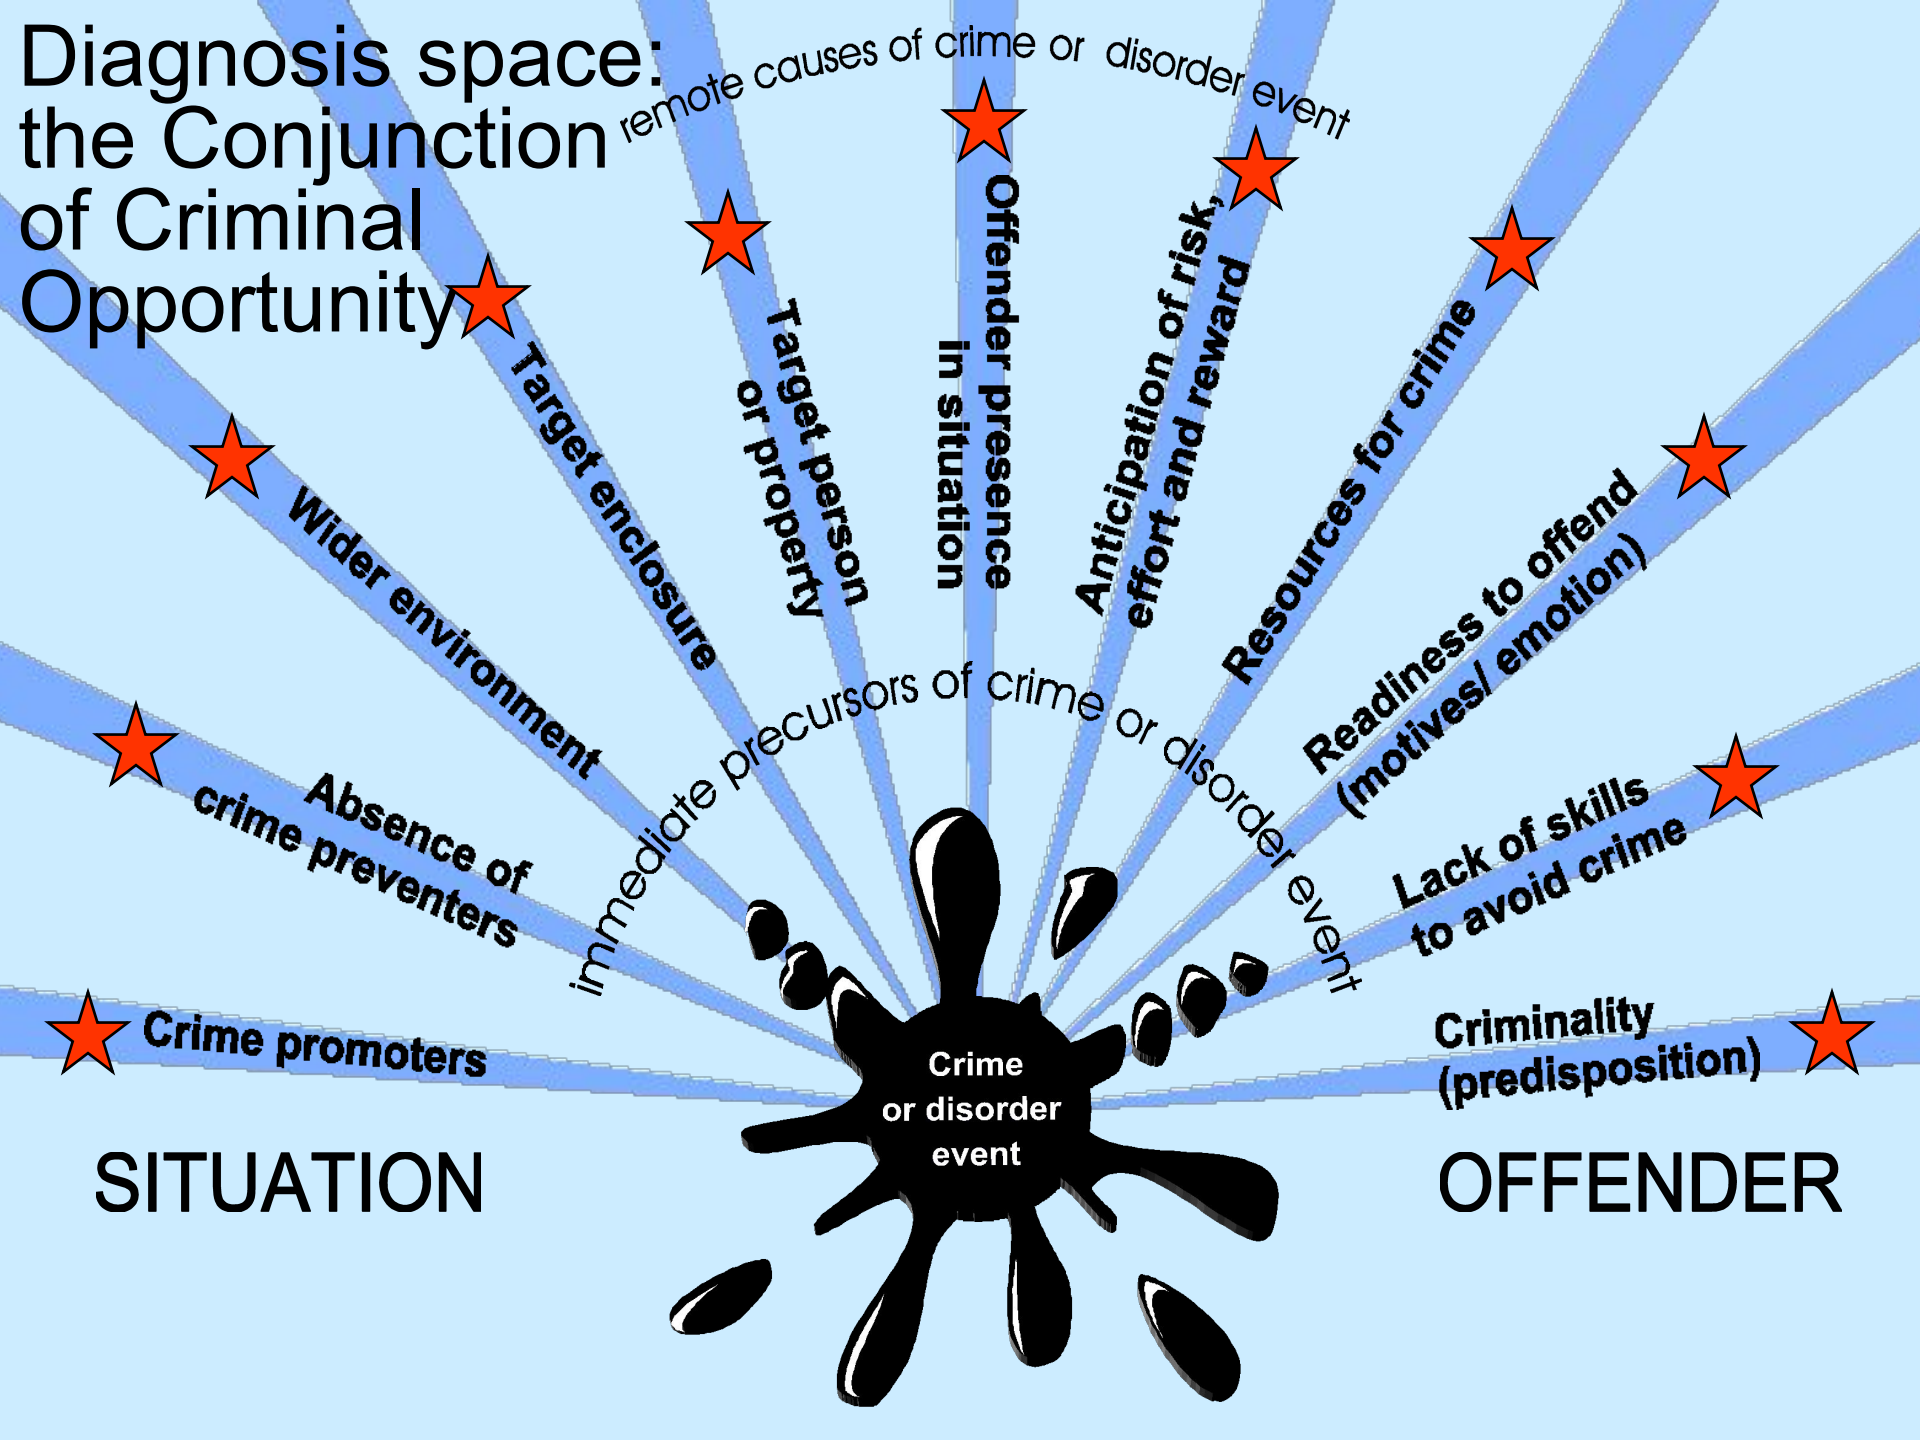 Diagnosis space:
the Conjunction
of Criminal
Opportunity
remote causes of crime or disorder event
Crime promoters
Absence of
crime preventers
Wider environment
Target enclosure
Target person
or property
Offender presence
in situation
Anticipation of risk,
effort and reward
Resources for crime
Readiness to offend
(motives/ emotion)
Lack of skills
to avoid crime
Criminality
(predisposition)
immediate precursors of crime or disorder event
Crime
or disorder
event
SITUATION
OFFENDER